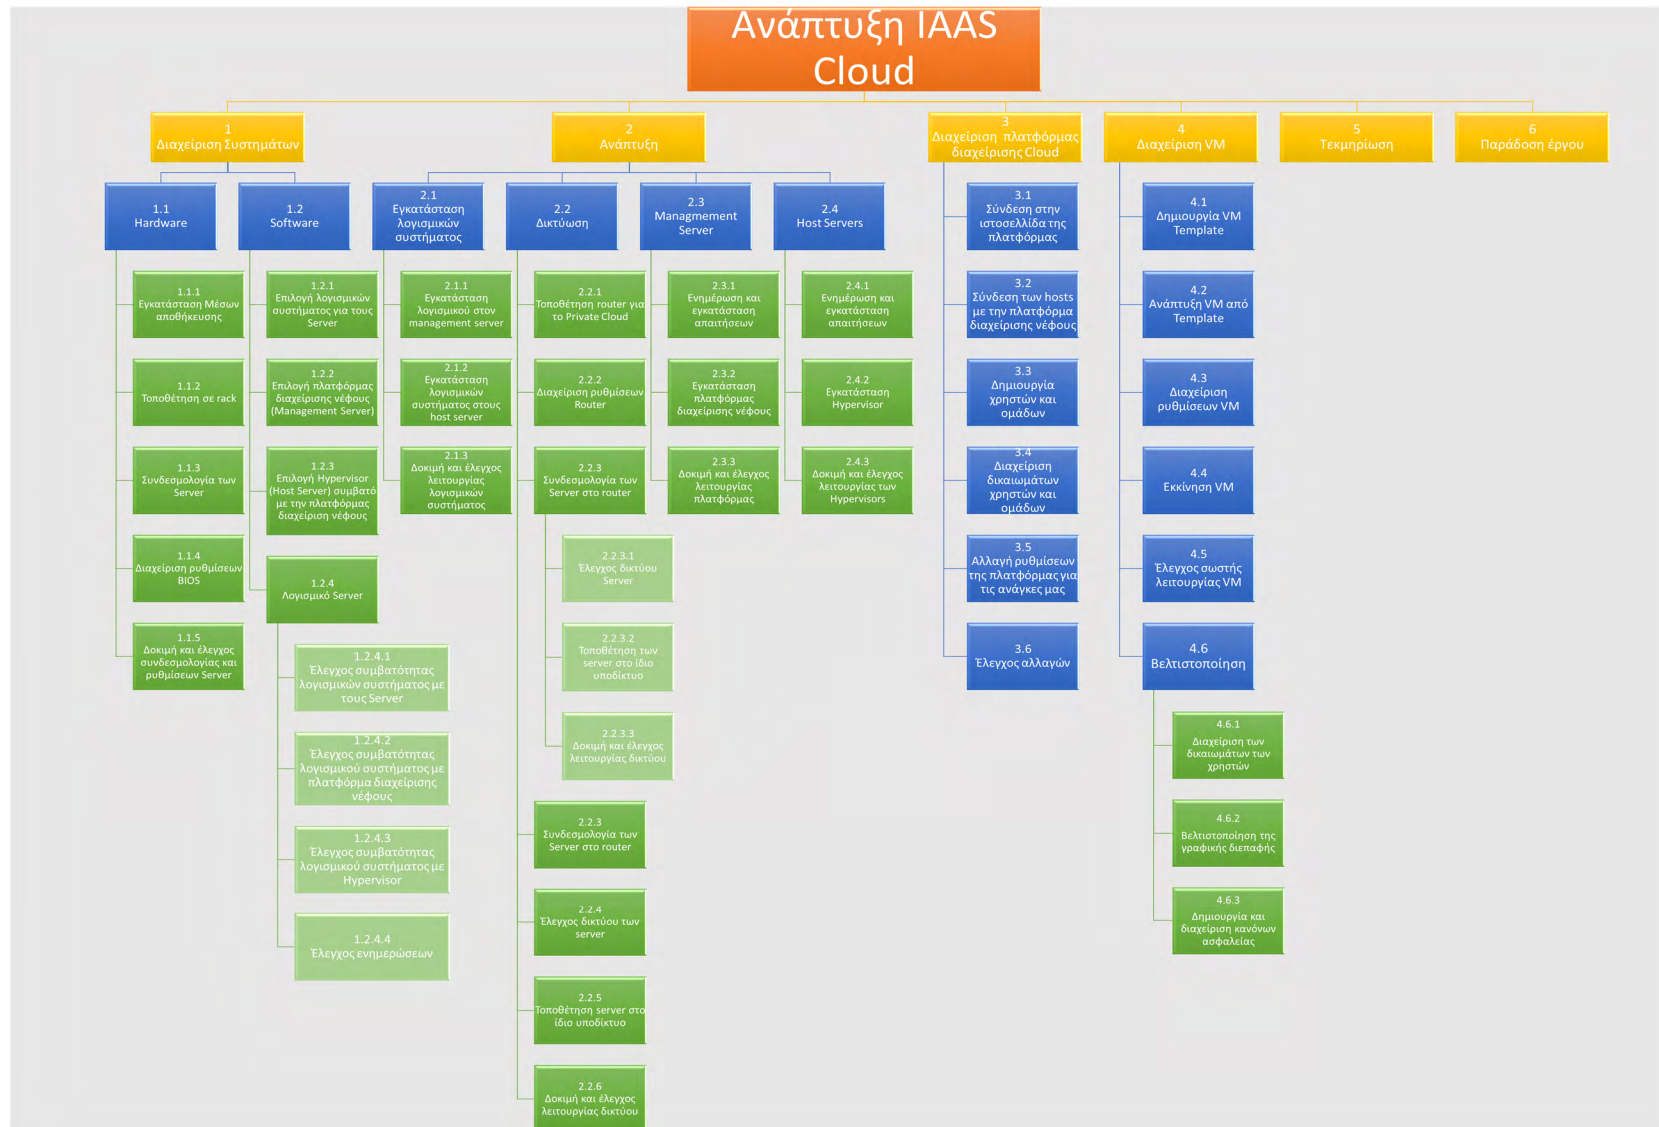 Ανάπτυξη IAAS
Cloud
1
Διαχείριση Συστημάτων
2
Ανάπτυξη
3
Διαχείριση πλατφόρμας
διαχείρισης Cloud
4
Διαχείριση VM
5
Τεκμηρίωση
6
Παράδοση έργου
1.1
Hardware
1.2
Software
2.1
Εγκατάσταση
λογισμικών
συστήματος
2.2
Δικτύωση
2.3
Managmement
Server
2.4
Host Servers
1.1.1
Εγκατάσταση Μέσων
αποθήκευσης
1.1.2
Τοποθέτηση σε rack
1.1.3
Συνδεσμολογία των
Server
1.1.4
Διαχείριση ρυθμίσεων
BIOS
1.1.5
Δοκιμή και έλεγχος
συνδεσμολογίας και
ρυθμίσεων Server
1.2.1
Επιλογή λογισμικών
συστήματος για τους
Server
1.2.2
Επιλογή πλατφόρμας
διαχείρισης νέφους
(Management Server)
1.2.3
Επιλογή Hypervisor
(Host Server) συμβατό
με την πλατφόρμας
διαχείριση νέφους
1.2.4
Λογισμικό Server
1.2.4.1
Έλεγχος συμβατότητας
λογισμικών συστήματος με
τους Server
1.2.4.2
Έλεγχος συμβατότητας
λογισμικού συστήματος με
πλατφόρμα διαχείρισης
νέφους
1.2.4.3
Έλεγχος συμβατότητας
λογισμικού συστήματος με
Hypervisor
1.2.4.4
Έλεγχος ενημερώσεων
2.1.1
Εγκατάσταση
λογισμικού στον
management server
2.1.2
Εγκατάσταση
λογισμικών
συστήματος στους
host server
2.1.3
Δοκιμή και έλεγχος
λειτουργίας
λογισμικών
συστήματος
2.2.1
Τοποθέτηση router για
το Private Cloud
2.2.2
Διαχείριση ρυθμίσεων
Router
2.2.3
Συνδεσμολογία των
Server στο router
2.2.3.1
Έλεγχος δικτύου
Server
2.2.3.2
Τοποθέτηση των
server στο ίδιο
υποδίκτυο
2.2.3.3
Δοκιμή και έλεγχος
λειτουργίας δικτύου
2.2.3
Συνδεσμολογία των
Server στο router
2.2.4
Έλεγχος δικτύου των
server
2.2.5
Τοποθέτηση server στο
ίδιο υποδίκτυο
2.2.6
Δοκιμή και έλεγχος
λειτουργίας δικτύου
2.3.1
Ενημέρωση και
εγκατάσταση
απαιτήσεων
2.3.2
Εγκατάσταση
πλατφόρμας
διαχείρισης νέφους
2.3.3
Δοκιμή και έλεγχος
λειτουργίας
πλατφόρμας
2.4.1
Ενημέρωση και
εγκατάσταση
απαιτήσεων
2.4.2
Εγκατάσταση
Hypervisor
2.4.3
Δοκιμή και έλεγχος
λειτουργίας των
Hypervisors
3.1
Σύνδεση στην
ιστοσελλίδα της
πλατφόρμας
3.2
Σύνδεση των hosts
με την πλατφόρμα
διαχείρισης νέφους
3.3
Δημιουργία
χρηστών και
ομάδων
3.4
Διαχείριση
δικαιωμάτων
χρηστών και
ομάδων
3.5
Αλλαγή ρυθμίσεων
της πλατφόρμας για
τις ανάγκες μας
3.6
Έλεγχος αλλαγών
4.1
Δημιουργία VM
Template
4.2
Ανάπτυξη VM από
Template
4.3
Διαχείριση
ρυθμίσεων VM
4.4
Εκκίνηση VM
4.5
Έλεγχος σωστής
λειτουργίας VM
4.6
Βελτιστοποίηση
4.6.1
Διαχείριση των
δικαιωμάτων των
χρηστών
4.6.2
Βελτιστοποίηση της
γραφικής διεπαφής
4.6.3
Δημιουργία και
διαχείριση κανόνων
ασφαλείας